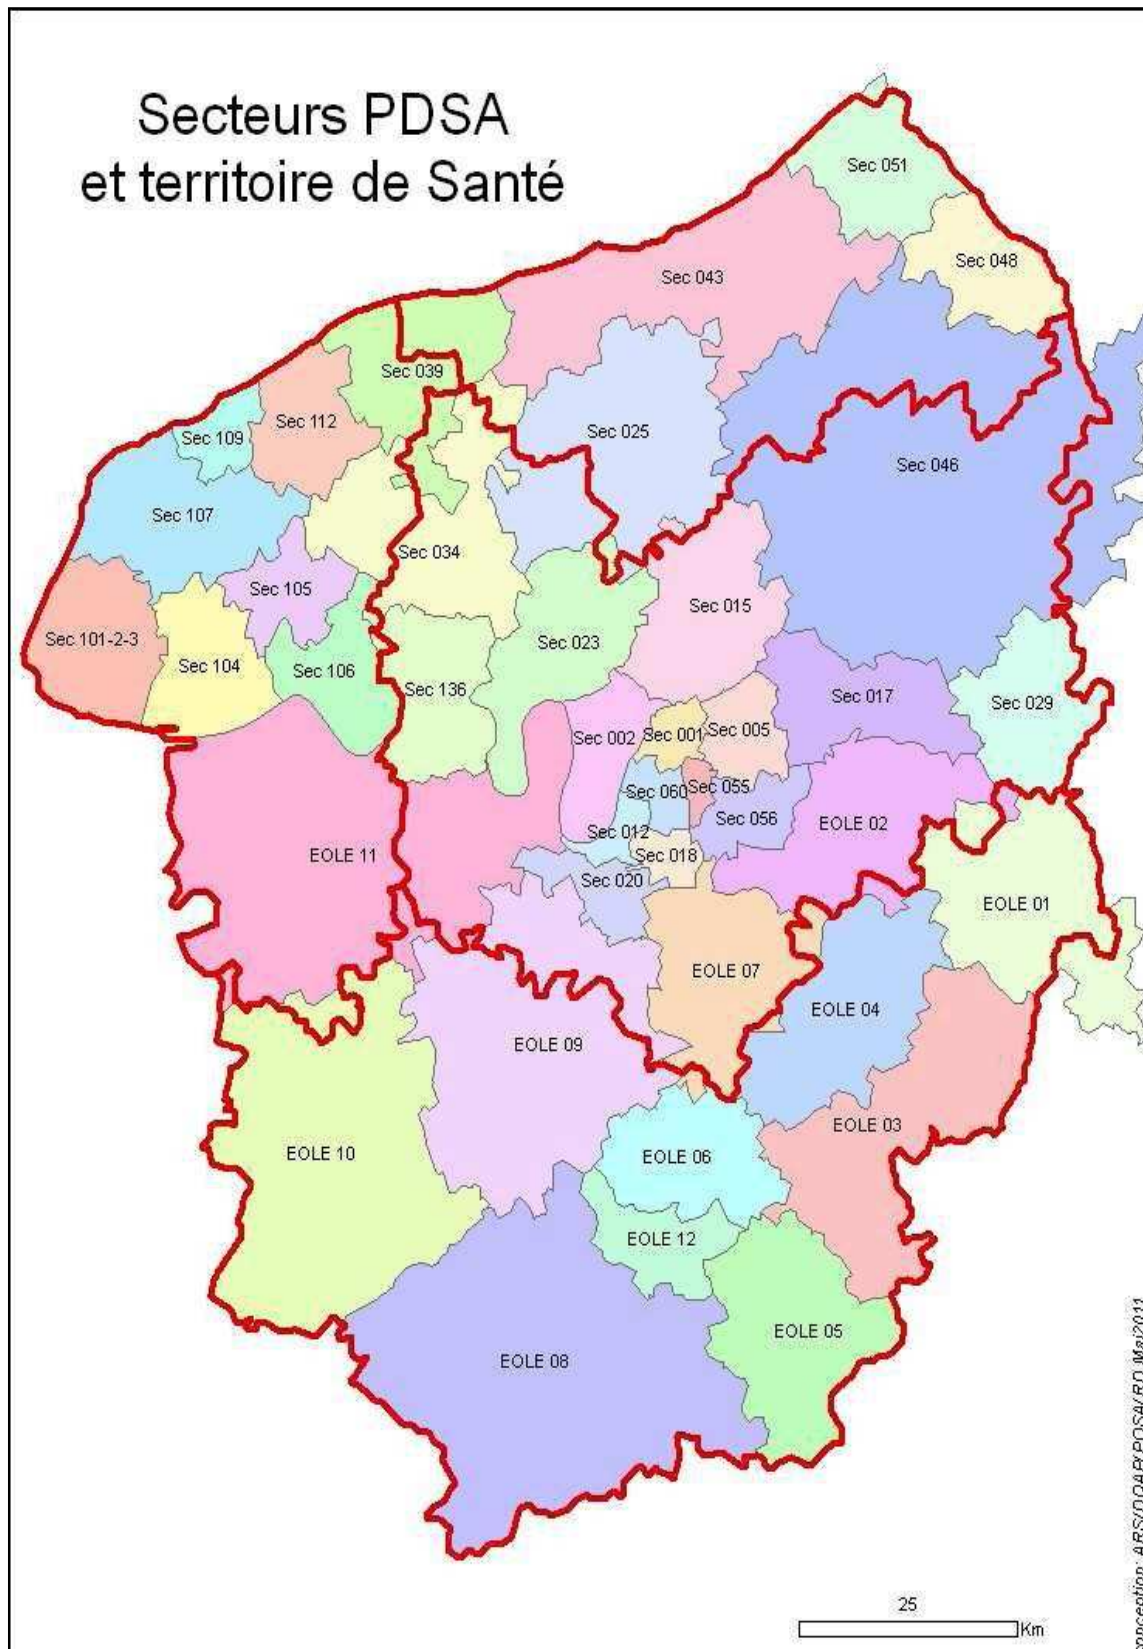 Secteurs PDSA
et territoire de Santé
Sec 051
Sec 048
Sec 043
Sec 039
Sec 112
Sec 109
Sec 025
Sec 046
Sec 107
Sec 034
Sec 105
Sec 015
Sec 101-2-3
Sec 104
Sec 106
Sec 023
Sec 136
Sec 017
Sec 029
Sec 002
Sec 001
Sec 005
Sec 060
Sec 055
Sec 056
Sec 012
EOLE 02
EOLE 11
Sec 018
Sec 020
EOLE 01
EOLE 07
EOLE 04
EOLE 09
EOLE 03
EOLE 10
EOLE 06
EOLE 12
EOLE 05
EOLE 08
25
Km
Mai2011